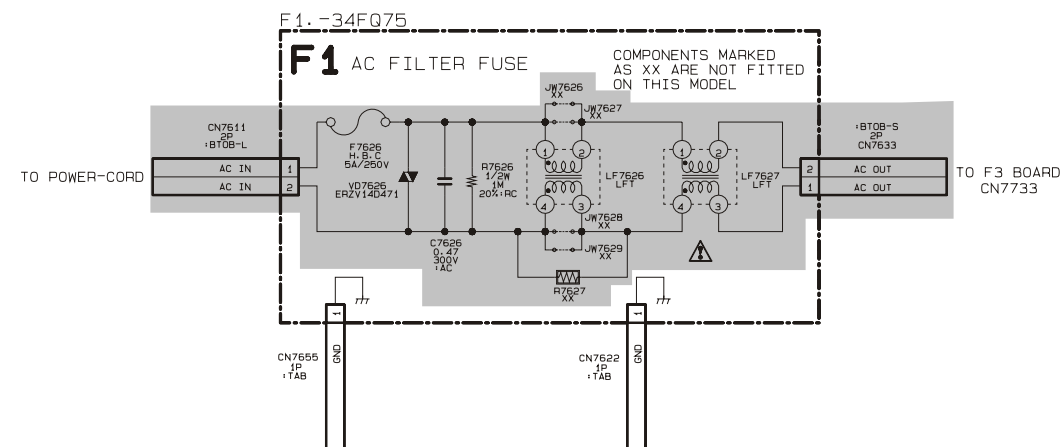 F1.-34FQ75
F1 AC FILTER FUSE
COMPONENTS MARKED
AS XX ARE NOT FITTED
ON THIS MODEL
JW7626
XX
JW7627
XX
CN7611
2P
:BTOB-L
:BTOB-S
2P
CN7633
F7626
H.B.C
5A/250V
1 2
1 2
TO POWER-CORD
AC IN 1
AC IN 2
VD7626
ERZV14D471
R7626
1/2W
1M
20%:RC
LF7626
LFT
LF7627
LFT
2 AC OUT
1 AC OUT
TO F3 BOARD
CN7733
4 3
4 3
JW7628
XX
JW7629
XX
C7626
0.47
300V
:AC
R7627
XX
1
1
CN7655
1P
:TAB
GND
CN7622
1P
:TAB
GND